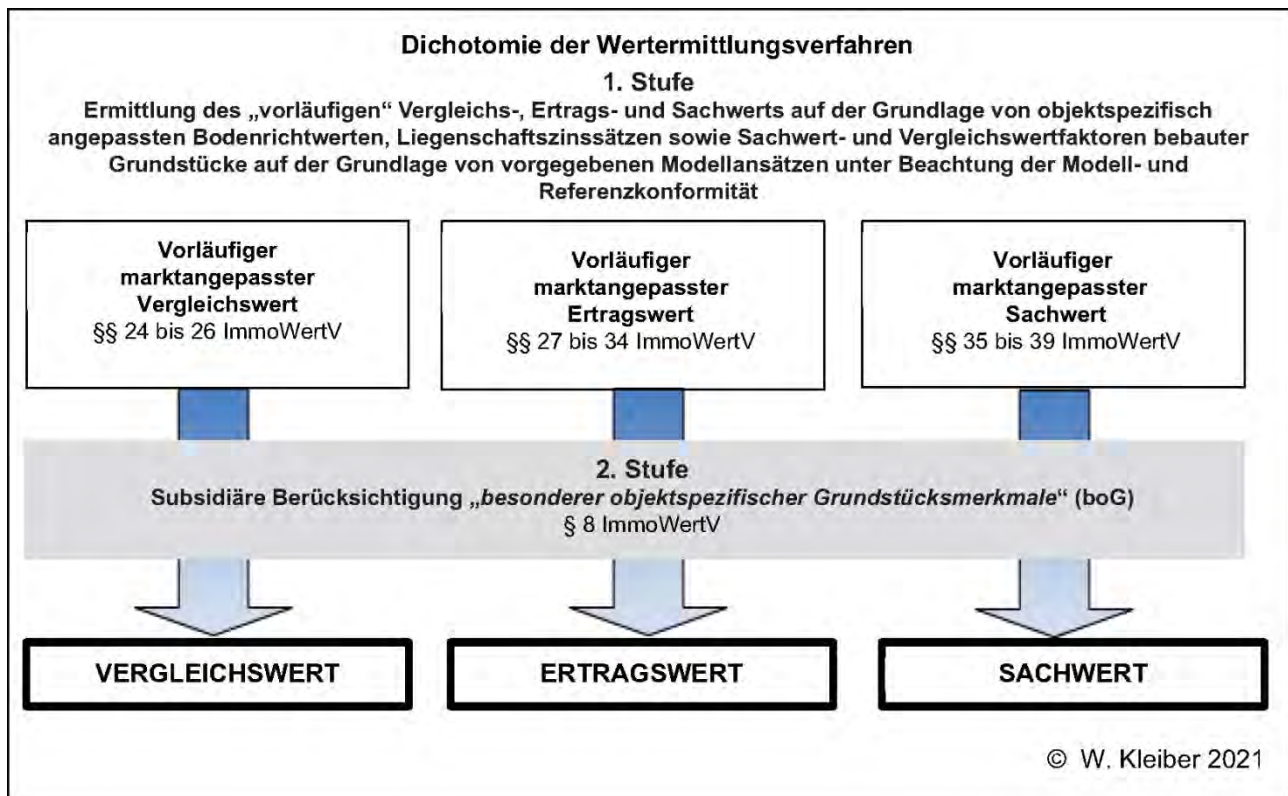 Dichotomie der Wertermittlungsverfahren
1. Stufe
Ermittlung des „vorläufigen“ Vergleichs-, Ertrags- und Sachwerts auf der Grundlage von objektspezifisch
angepassten Bodenrichtwerten, Liegenschaftszinssätzen sowie Sachwert- und Vergleichswertfaktoren bebauter
Grundstücke auf der Grundlage von vorgegebenen Modellansätzen unter Beachtung der Modell- und
Referenzkonformität
Vorläufiger
marktangepasster
Vergleichswert
§§ 24 bis 26 ImmoWertV
Vorläufiger
marktangepasster
Ertragswert
§§ 27 bis 34 ImmoWertV
Vorläufiger
marktangepasster
Sachwert
§§ 35 bis 39 ImmoWertV
2. Stufe
Subsidiäre Berücksichtigung „besonderer objektspezifischer Grundstücksmerkmale“ (boG)
§ 8 ImmoWertV
VERGLEICHSWERT
ERTRAGSWERT
SACHWERT
© W. Kleiber 2021